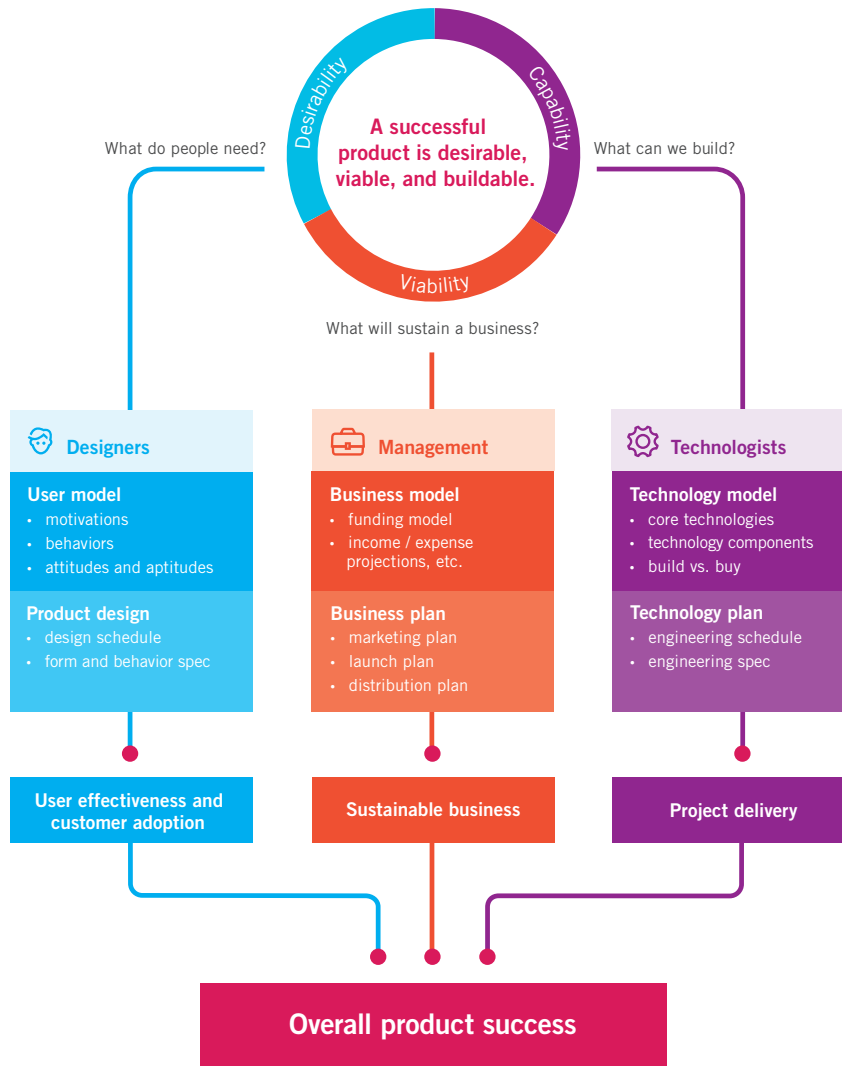 Desirability
Capability
Viability
A successful
product is desirable,
viable, and buildable.
What do people need?
What can we build?
What will sustain a business?
Designers
User model
• motivations
• behaviors
• attitudes and aptitudes
Product design
• design schedule
• form and behavior spec
Management
Business model
• funding model
• income / expense
projections, etc.
Business plan
• marketing plan
• launch plan
• distribution plan
Technologists
Technology model
• core technologies
• technology components
• build vs. buy
Technology plan
• engineering schedule
• engineering spec
User effectiveness and
customer adoption
Sustainable business
Project delivery
Overall product success